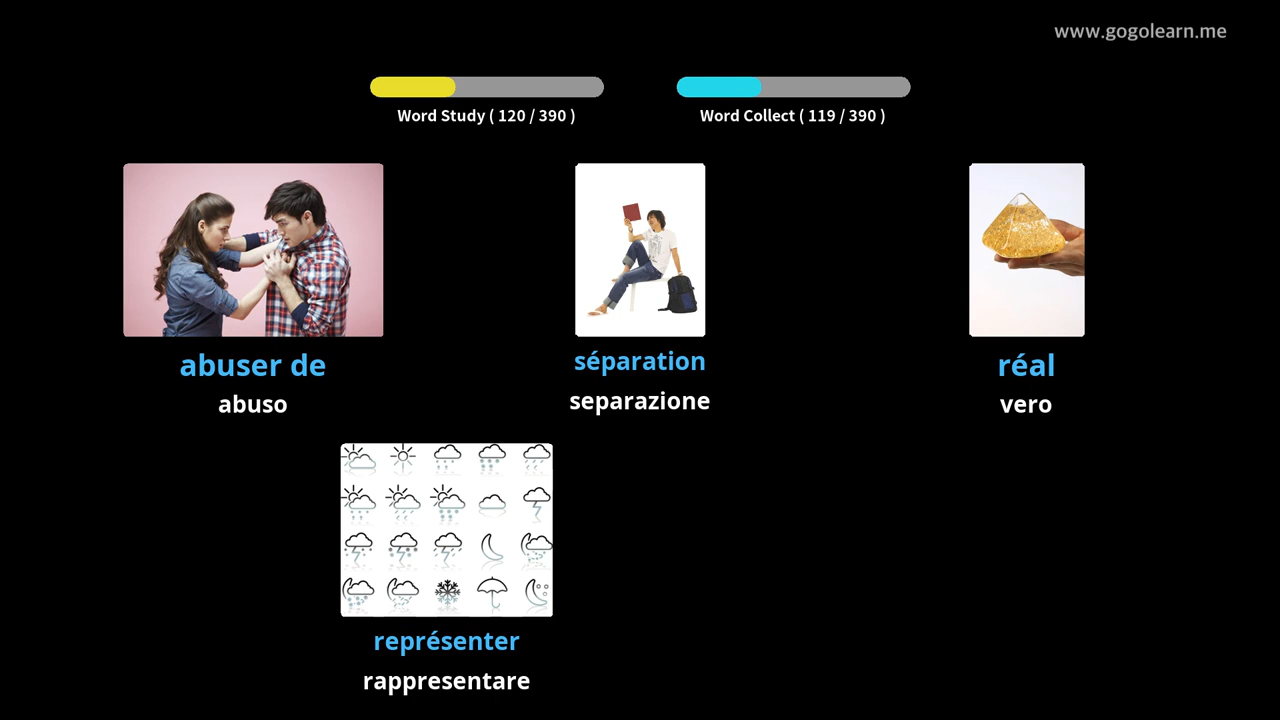 www.gogolearn.me
Word Study ( 120 / 390 )
Word Collect ( 119 / 390 )
abuser de
abuso
séparation
separazione
réal
vero
représenter
rappresentare